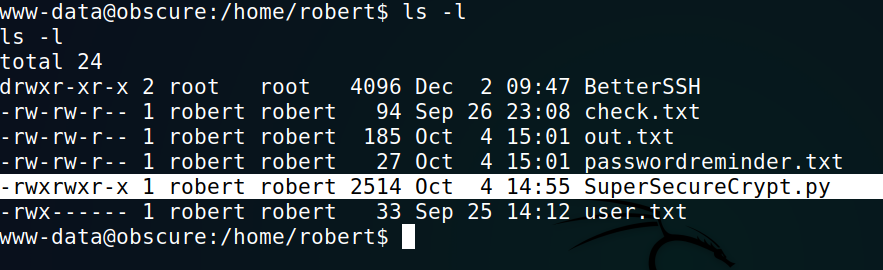 www-data@obscure:/home/robert$ ls -l
ls -l
total 24
drwxr-xr-x 2 root   root   4096 Dec  2 09:47 BetterSSH
-rw-rw-r-- 1 robert robert   94 Sep 26 23:08 check.txt
-rw-rw-r-- 1 robert robert  185 Oct  4 15:01 out.txt
-rw-rw-r-- 1 robert robert   27 Oct  4 15:01 passwordreminder.txt
-rwxrwxr-x 1 robert robert 2514 Oct  4 14:55 SuperSecureCrypt.py
-rwx------ 1 robert robert   33 Sep 25 14:12 user.txt
www-data@obscure:/home/robert$